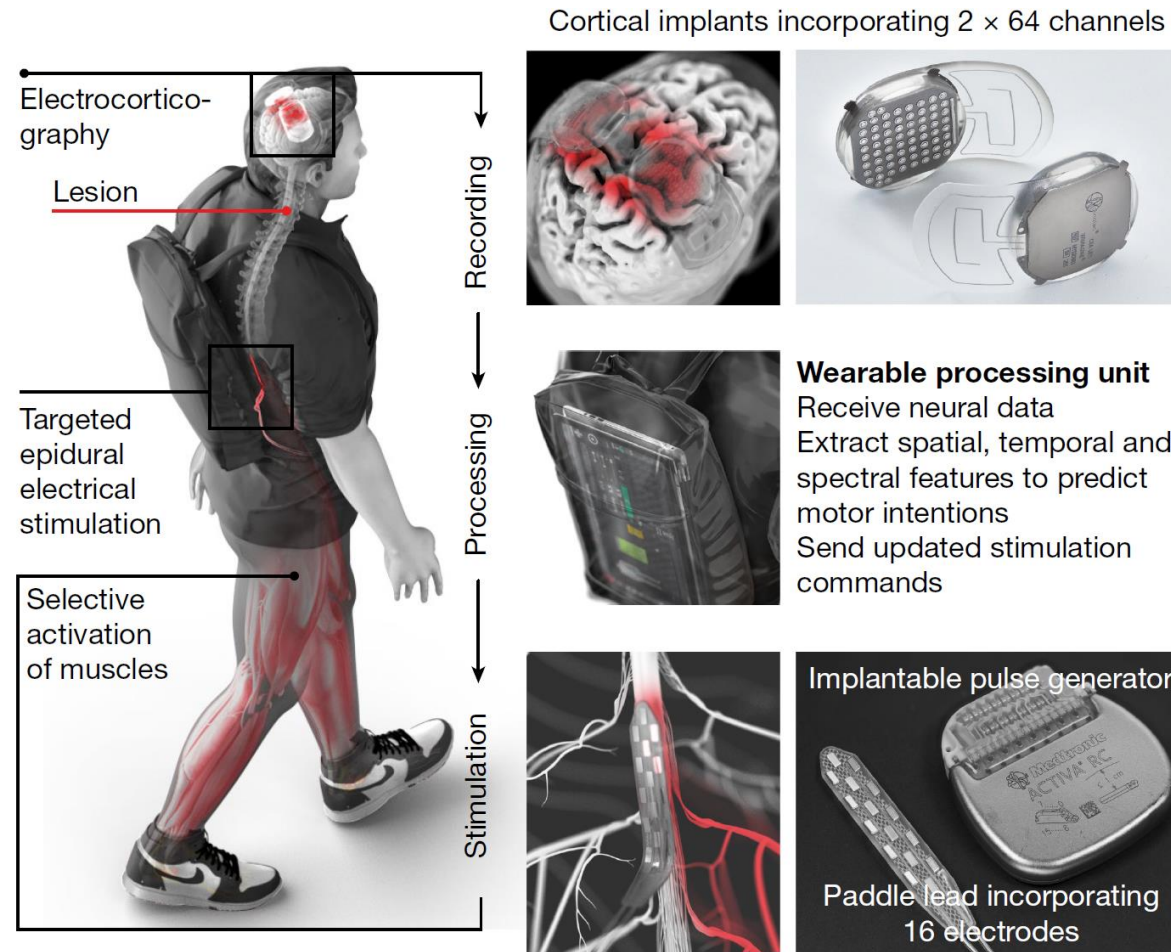 Cortical implants incorporating 2 × 64 channels
Electrocortico-
graphy
Lesion
Recording
Targeted
epidural
electrical
stimulation
Processing
Wearable processing unit
Receive neural data
Extract spatial, temporal and
spectral features to predict
motor intentions
Send updated stimulation
commands
Selective
activation
of muscles
Stimulation
Implantable pulse generator
Medtronic
ACTIVA® RC
Paddle lead incorporating
16 electrodes